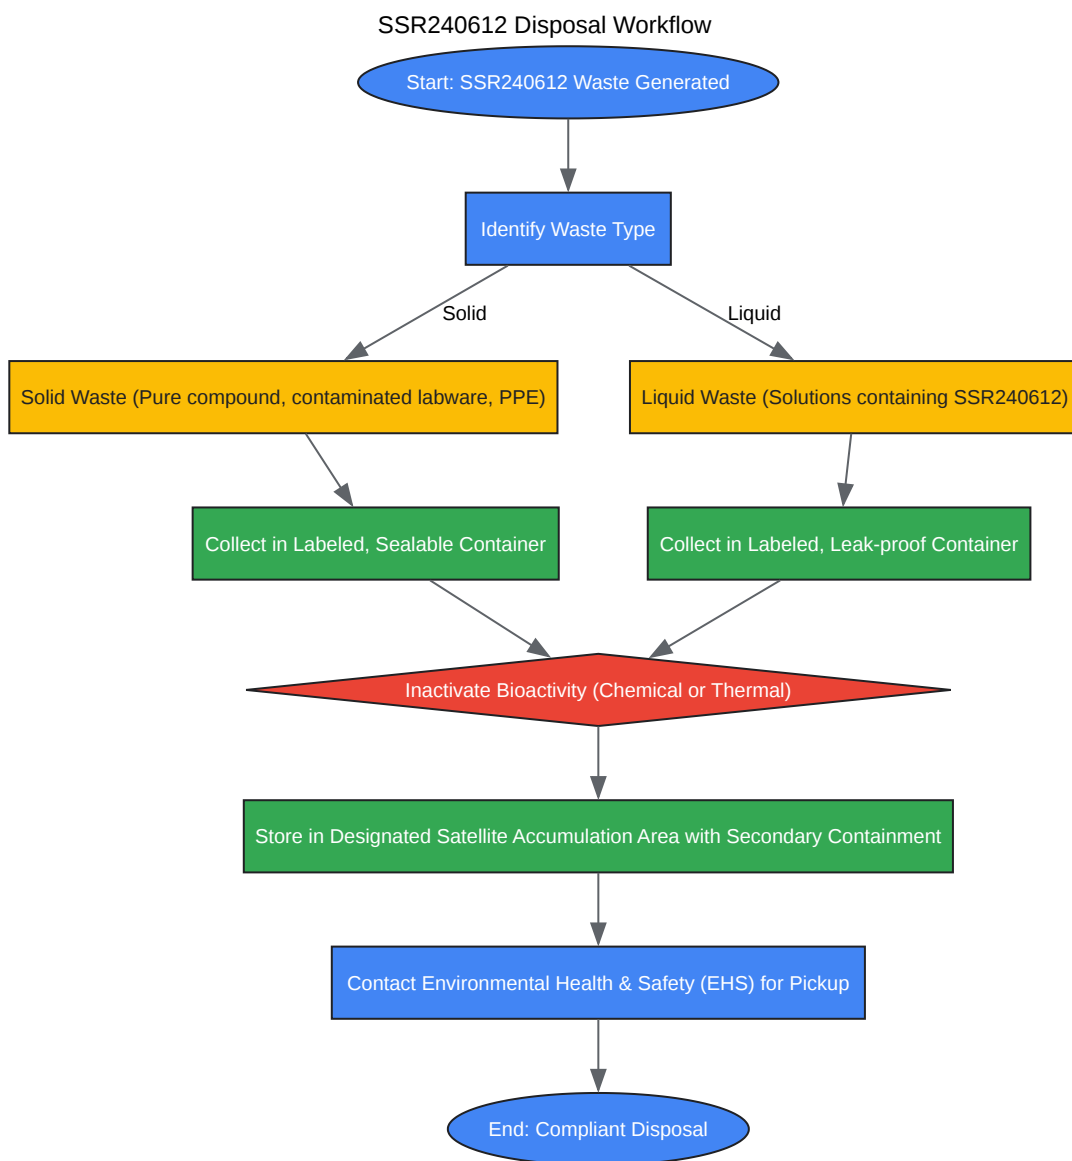 SSR240612 Disposal Workflow
Start: SSR240612 Waste Generated
Identify Waste Type
Solid
Liquid
Solid Waste (Pure compound, contaminated labware, PPE)
Liquid Waste (Solutions containing SSR240612)
Collect in Labeled, Sealable Container
Collect in Labeled, Leak-proof Container
Inactivate Bioactivity (Chemical or Thermal)
Store in Designated Satellite Accumulation Area with Secondary Containment
Contact Environmental Health & Safety (EHS) for Pickup
End: Compliant Disposal